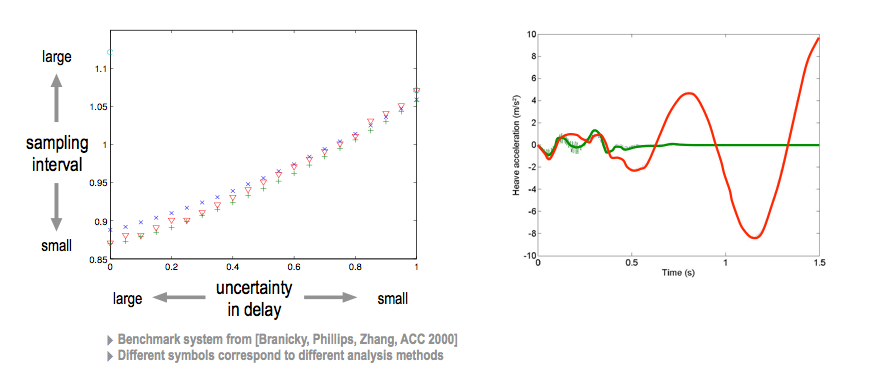 large
sampling
interval
small
1.1
1.05
1
0.95
0.9
0.85
0
0.2
0.4
0.6
0.8
1
large
uncertainty
in delay
small
Benchmark system from [Branicky, Phillips, Zhang, ACC 2000]
Different symbols correspond to different analysis methods
Heave acceleration (m/s²)
10
8
6
4
2
0
-2
-4
-6
-8
-10
0
0.5
1
1.5
Time (s)